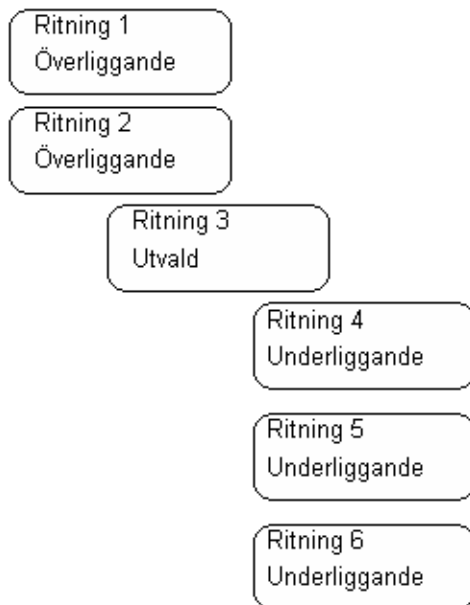 Ritning 1
Överliggande
Ritning 2
Överliggande
Ritning 3
Utvald
Ritning 4
Underliggande
Ritning 5
Underliggande
Ritning 6
Underliggande